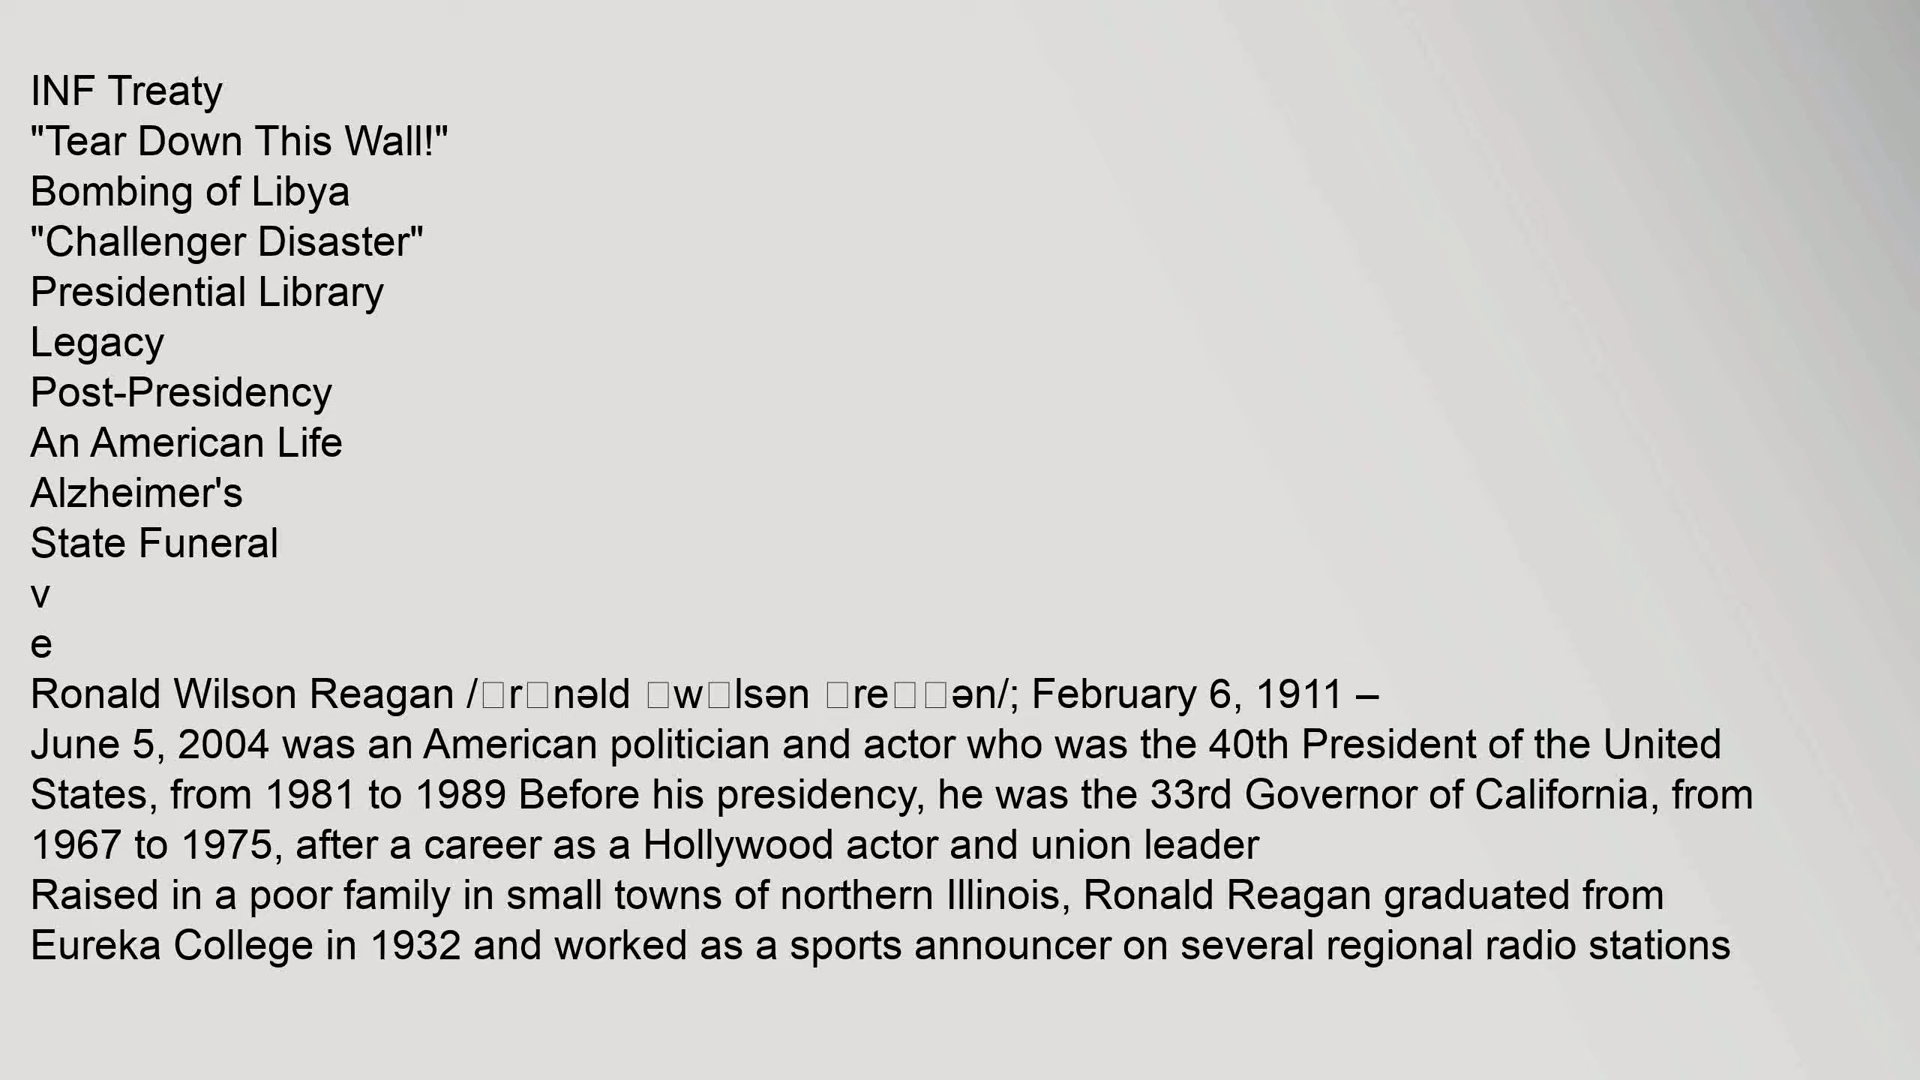 INF Treaty
"Tear Down This Wall!"
Bombing of Libya
"Challenger Disaster"
Presidential Library
Legacy
Post-Presidency
An American Life
Alzheimer's
State Funeral
v
e
Ronald Wilson Reagan /□r□nəld □w□lsən □re□□ən/; February 6, 1911 –
June 5, 2004 was an American politician and actor who was the 40th President of the United
States, from 1981 to 1989 Before his presidency, he was the 33rd Governor of California, from
1967 to 1975, after a career as a Hollywood actor and union leader
Raised in a poor family in small towns of northern Illinois, Ronald Reagan graduated from
Eureka College in 1932 and worked as a sports announcer on several regional radio stations